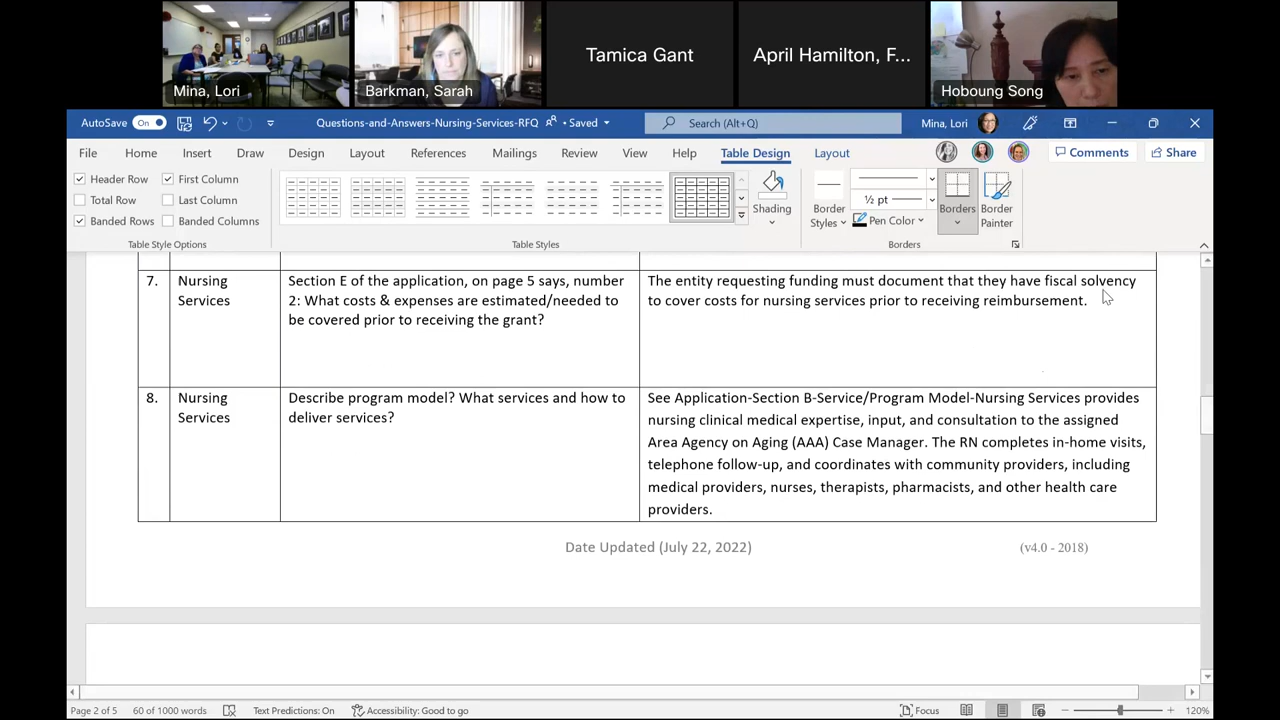 Mina, Lori
Barkman, Sarah
Tamica Gant
April Hamilton, F...
Hoboung Song
AutoSave On
Questions-and-Answers-Nursing-Services-RFQ • Saved
Search (Alt+Q)
Mina, Lori
File Home Insert Draw Design Layout References Mailings Review View Help Table Design Layout
Comments Share
Header Row First Column
Total Row Last Column
Banded Rows Banded Columns
Table Style Options
Table Styles
Shading
Border
Styles
½ pt
Pen Color
Borders
Border
Painter
Borders
7.
Nursing
Services
Section E of the application, on page 5 says, number
2: What costs & expenses are estimated/needed to
be covered prior to receiving the grant?
The entity requesting funding must document that they have fiscal solvency
to cover costs for nursing services prior to receiving reimbursement.
8.
Nursing
Services
Describe program model? What services and how to
deliver services?
See Application-Section B-Service/Program Model-Nursing Services provides
nursing clinical medical expertise, input, and consultation to the assigned
Area Agency on Aging (AAA) Case Manager. The RN completes in-home visits,
telephone follow-up, and coordinates with community providers, including
medical providers, nurses, therapists, pharmacists, and other health care
providers.
Date Updated (July 22, 2022)
(v4.0 - 2018)
Page 2 of 5 60 of 1000 words Text Predictions: On Accessibility: Good to go Focus 120%